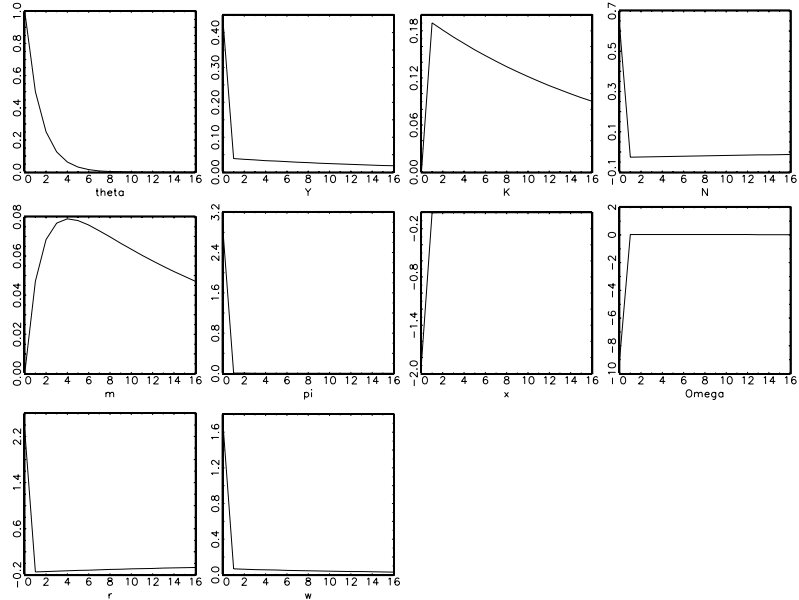 0.0 0.2 0.4 0.6 0.8 1.0
0 2 4 6 8 10 12 14 16
theta
0.00 0.10 0.20 0.30 0.40
0 2 4 6 8 10 12 14 16
Y
0.00 0.06 0.12 0.18
0 2 4 6 8 10 12 14 16
K
-0.1 0.1 0.3 0.5 0.7
0 2 4 6 8 10 12 14 16
N
0.00 0.02 0.04 0.06 0.08
0 2 4 6 8 10 12 14 16
m
0.0 0.8 1.6 2.4 3.2
0 2 4 6 8 10 12 14 16
pi
-2.0 -1.4 -0.8 -0.2
0 2 4 6 8 10 12 14 16
x
-10 -8 -6 -4 -2 0 2
0 2 4 6 8 10 12 14 16
Omega
-0.2 0.6 1.4 2.2
0 2 4 6 8 10 12 14 16
r
0.0 0.4 0.8 1.2 1.6
0 2 4 6 8 10 12 14 16
w